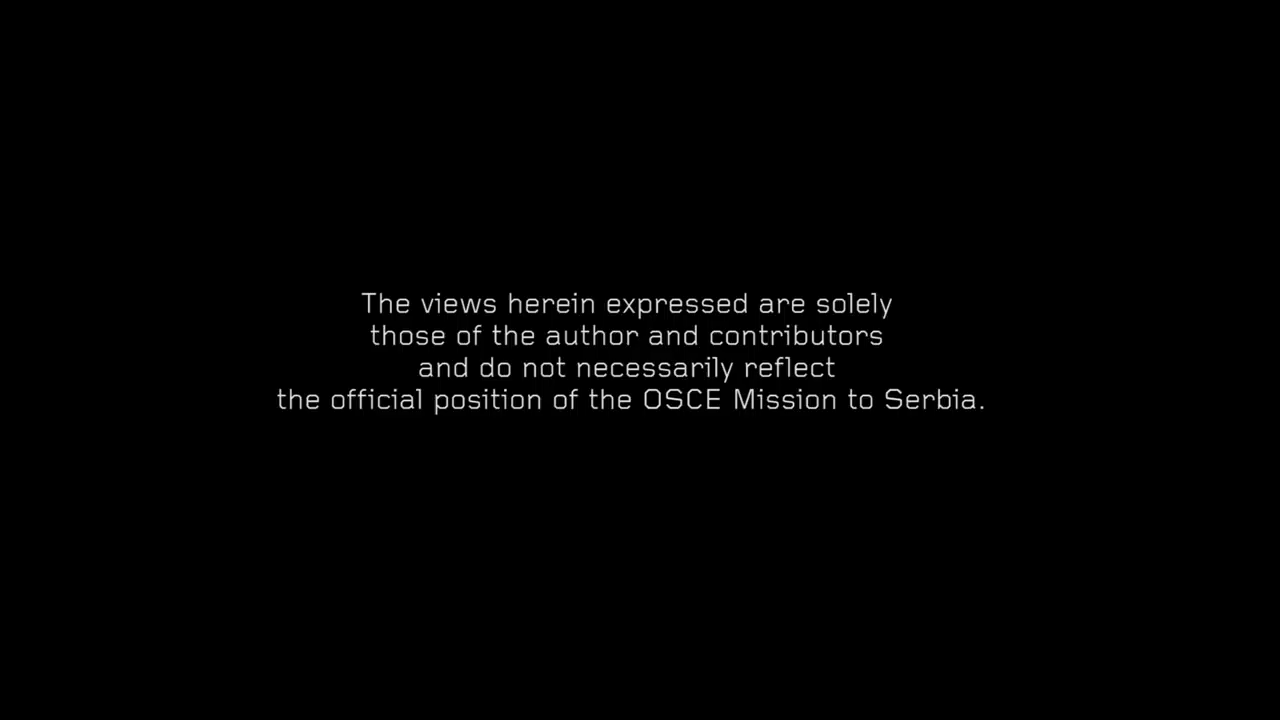 The views herein expressed are solely
those of the author and contributors
and do not necessarily reflect
the official position of the OSCE Mission to Serbia.